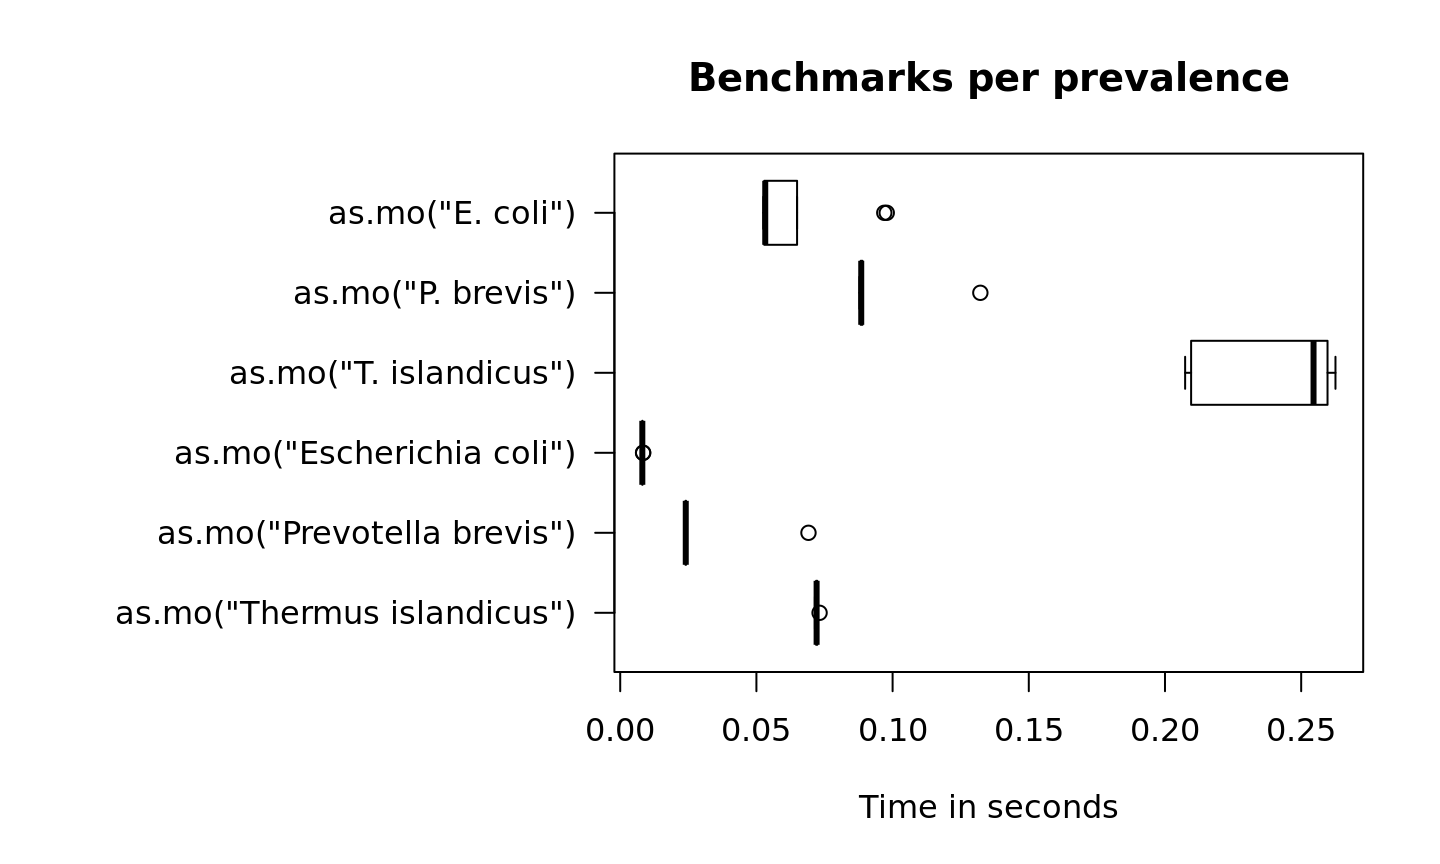 Benchmarks per prevalence
as.mo("E. coli")
as.mo("P. brevis")
as.mo("T. islandicus")
as.mo("Escherichia coli")
as.mo("Prevotella brevis")
as.mo("Thermus islandicus")
0.00 0.05 0.10 0.15 0.20 0.25
Time in seconds